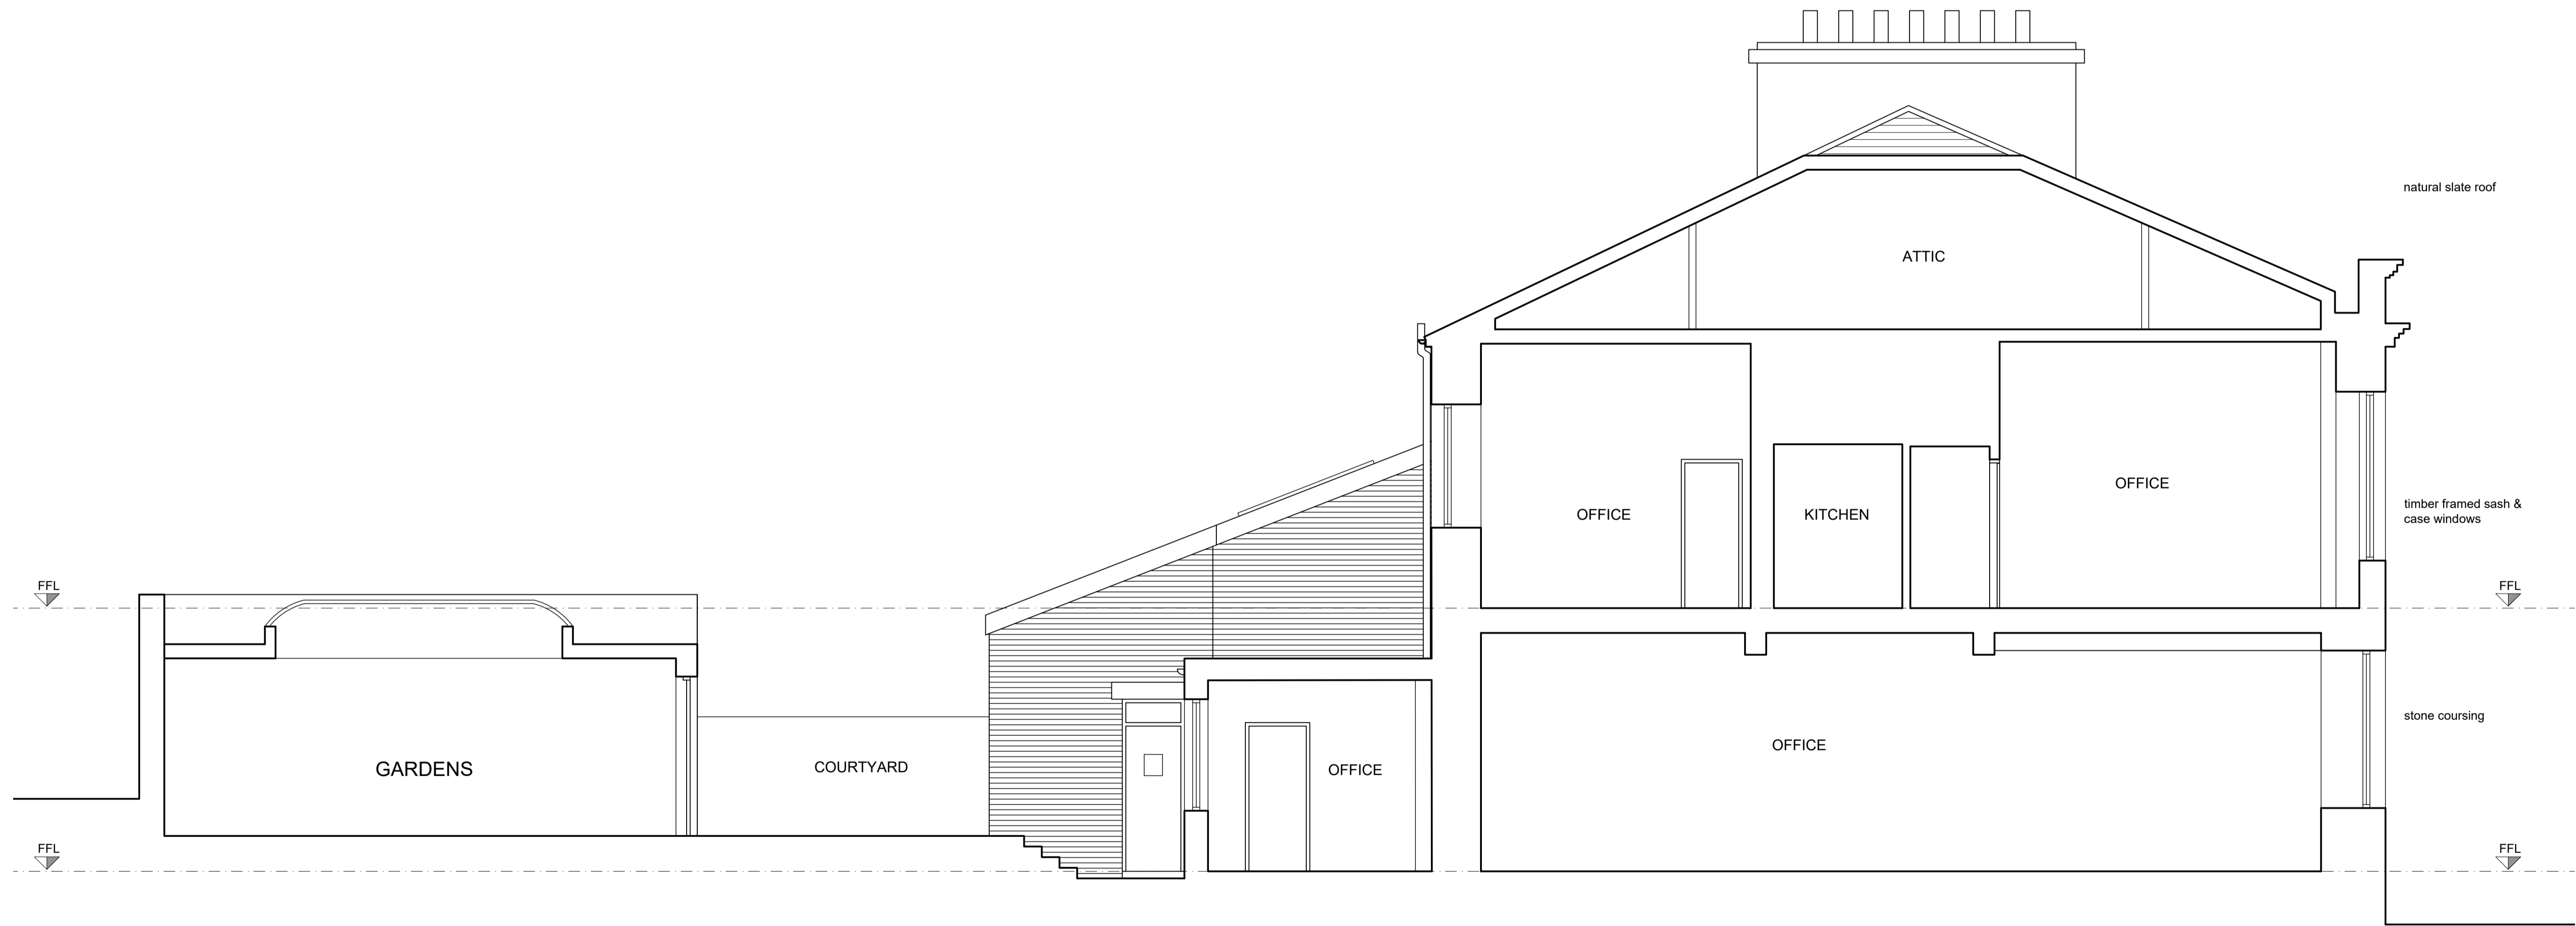 natural slate roof
ATTIC
OFFICE
timber framed sash &
case windows
OFFICE
KITCHEN
FFL
FFL
stone coursing
OFFICE
GARDENS
COURTYARD
OFFICE
FFL
FFL